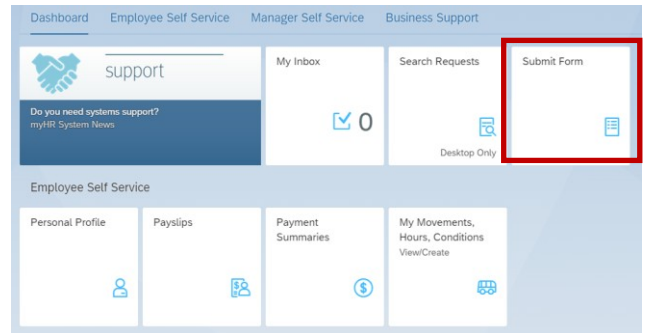 Dashboard Employee Self Service Manager Self Service Business Support
support
Do you need systems support?
myHR System News
My Inbox
0
Search Requests
Desktop Only
Submit Form
Employee Self Service
Personal Profile
Payslips
Payment
Summaries
My Movements,
Hours, Conditions
View/Create